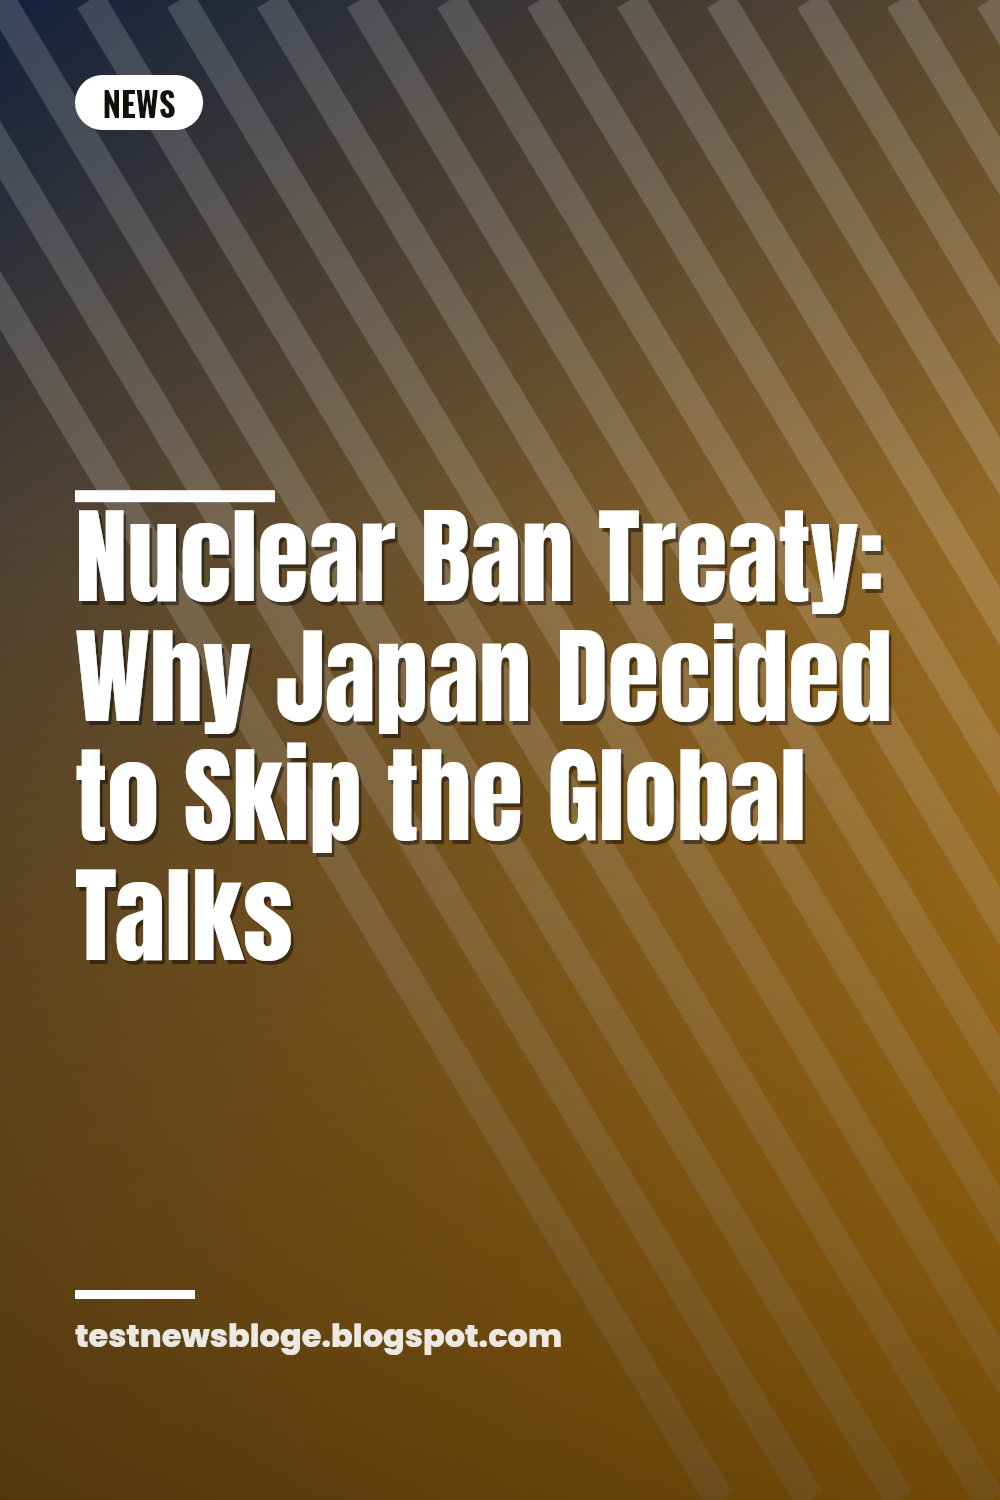 NEWS
Nuclear Ban Treaty:
Why Japan Decided
to Skip the Global
Talks
testnewsbloge.blogspot.com